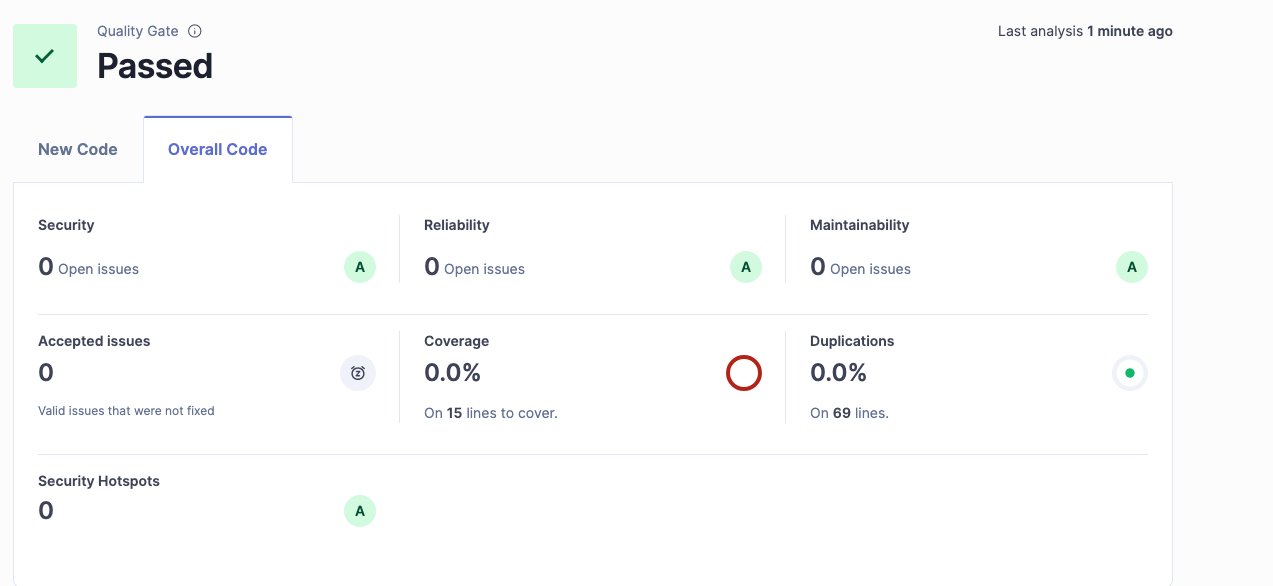 Quality Gate
Last analysis 1 minute ago
Passed
New Code
Overall Code
Security
Reliability
Maintainability
0 Open issues
A
0 Open issues
A
0 Open issues
A
Accepted issues
Coverage
Duplications
0
0.0%
0.0%
Valid issues that were not fixed
On 15 lines to cover.
On 69 lines.
Security Hotspots
0
A